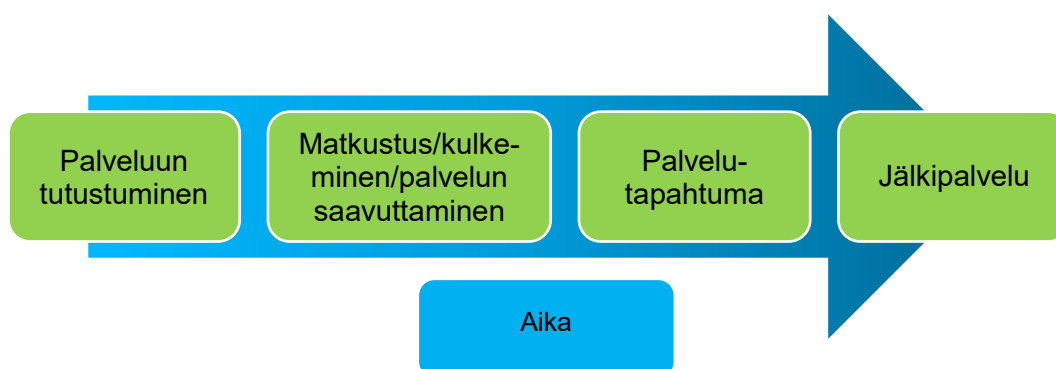 Palveluun
tutustuminen
Matkustus/kulke-
minen/palvelun
saavuttaminen
Palvelu-
tapahtuma
Jälkipalvelu
Aika